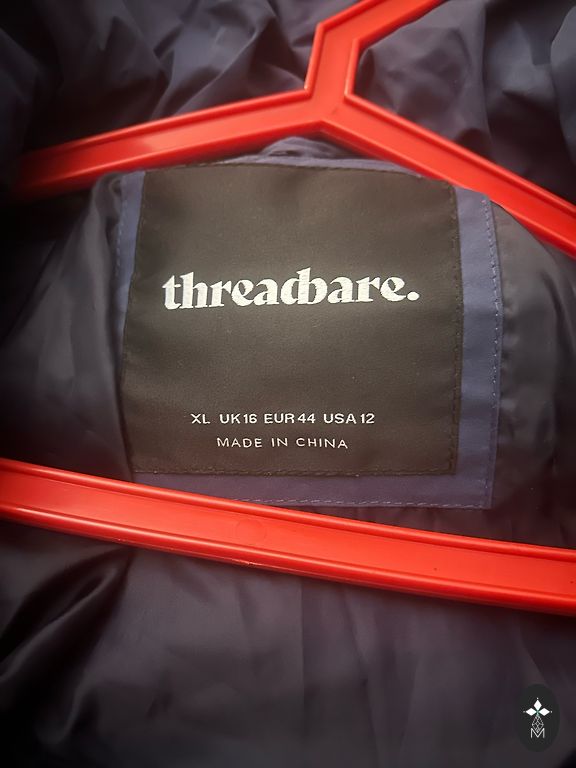 threadbare.
XL UK16 EUR44 USA12
MADE IN CHINA
M